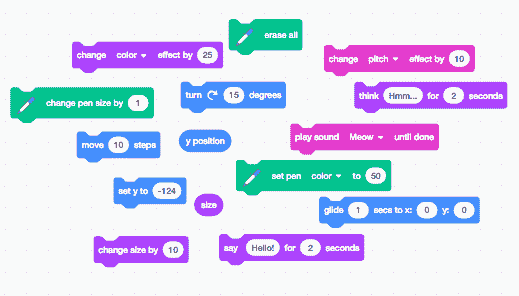 erase all
change color effect by 25
change pitch effect by 10
turn 15 degrees
think Hmm... for 2 seconds
change pen size by 1
play sound Meow until done
move 10 steps
y position
set pen color to 50
set y to -124
size
glide 1 secs to x: 0 y: 0
change size by 10
say Hello! for 2 seconds